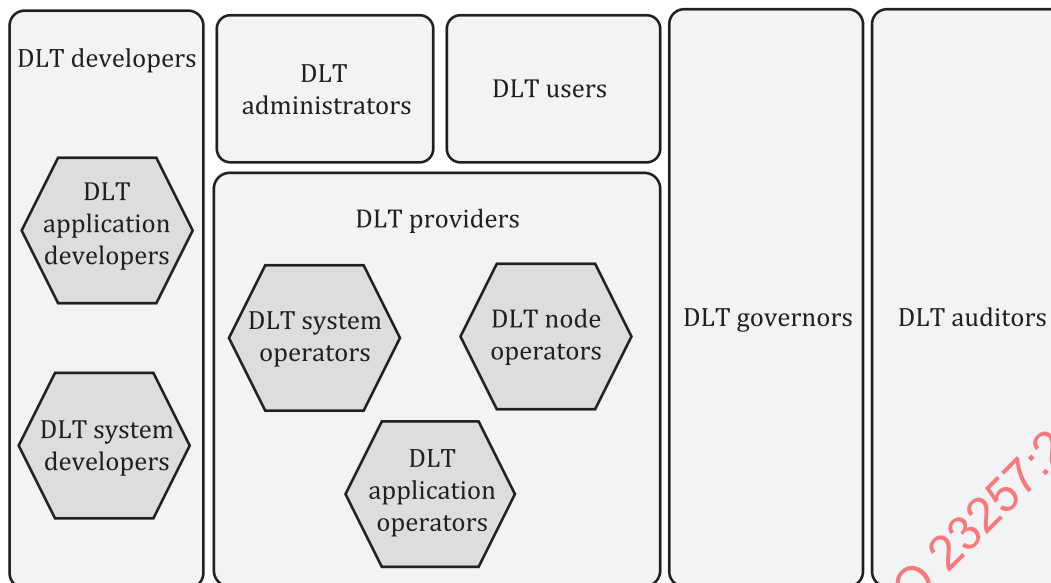 DLT developers
DLT
application
developers
DLT system
developers
DLT
administrators
DLT users
DLT providers
DLT system
operators
DLT node
operators
DLT
application
operators
DLT governors
DLT auditors
O 23257:2